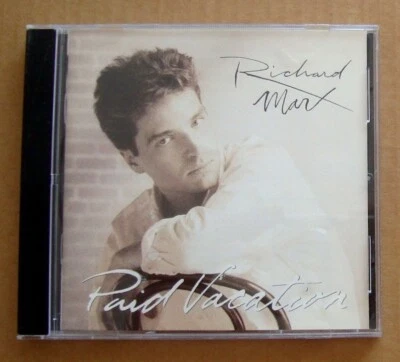 Richard
Marx
Paid Vacation